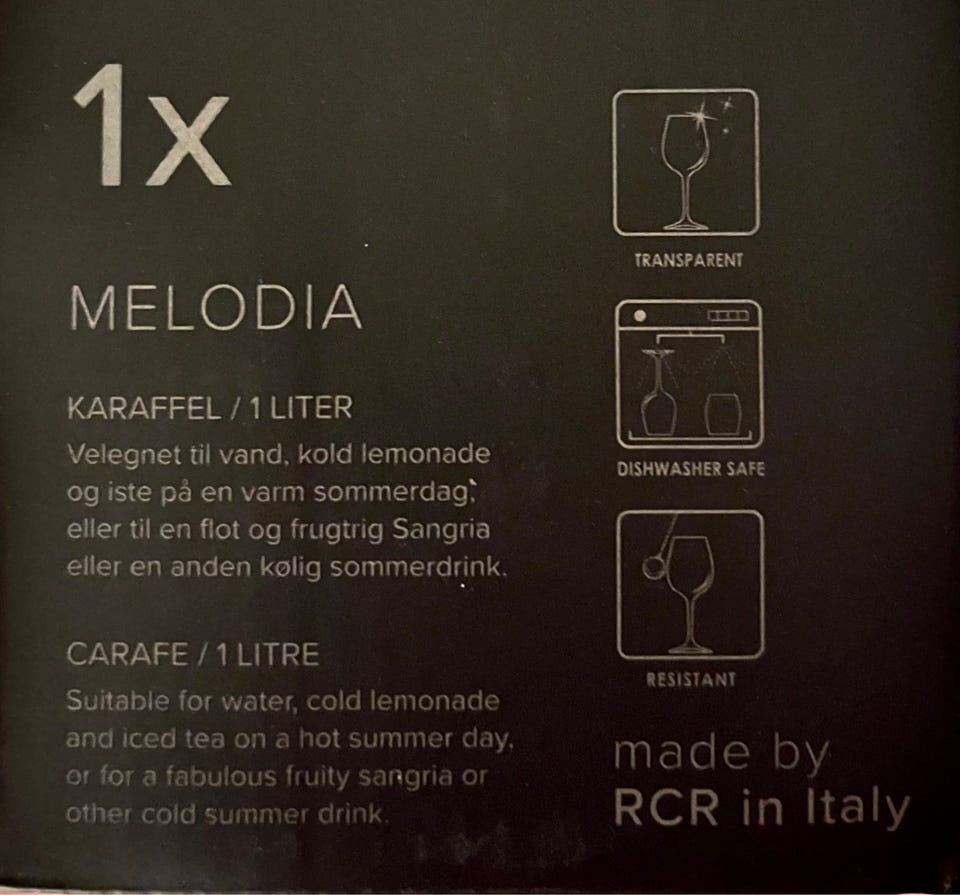 1x
MELODIA
KARAFFEL / 1 LITER
Velegnet til vand, kold lemonade
og iste på en varm sommerdag,
eller til en flot og frugtrig Sangria
eller en anden kølig sommerdrink.
CARAFE / 1 LITRE
Suitable for water, cold lemonade
and iced tea on a hot summer day,
or for a fabulous fruity sangria or
other cold summer drink.
TRANSPARENT
DISHWASHER SAFE
RESISTANT
made by
RCR in Italy